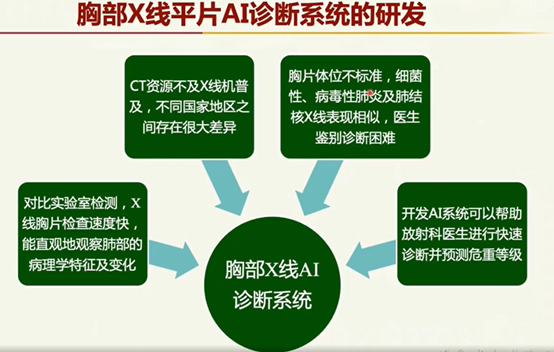 胸部X线平片AI诊断系统的研发
CT资源不及X线机普
及，不同国家地区之
间存在很大差异
胸片体位不标准，细菌
性、病毒性肺炎及肺结
核X线表现相似，医生
鉴别诊断困难
对比实验室检测，X
线胸片检查速度快，
能直观地观察肺部的
病理学特征及变化
开发AI系统可以帮助
放射科医生进行快速
诊断并预测危重等级
胸部X线AI
诊断系统